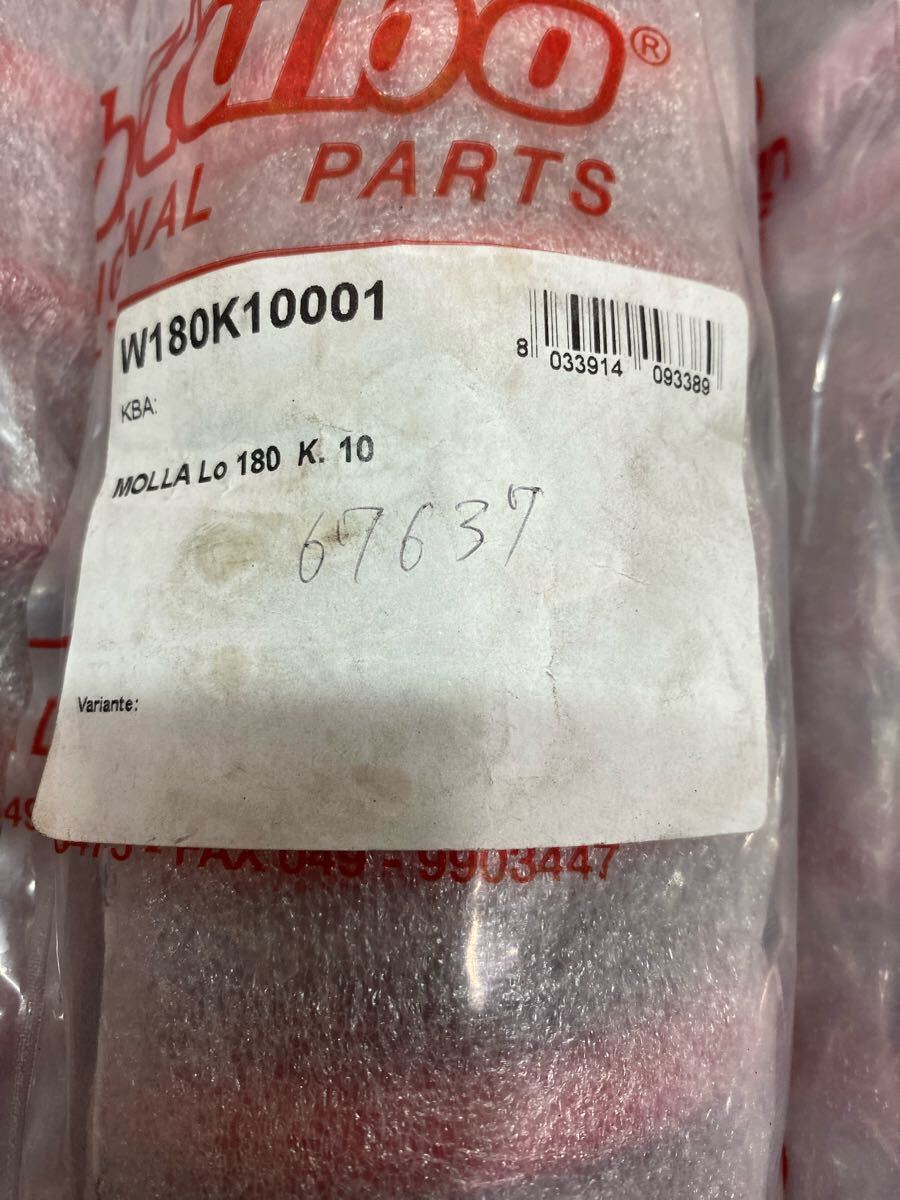 PARTS
W180K10001
KBA:
8 033914 093389
MOLLA Lo 180 K. 10
67637
Variante:
FAX 049 - 9903447